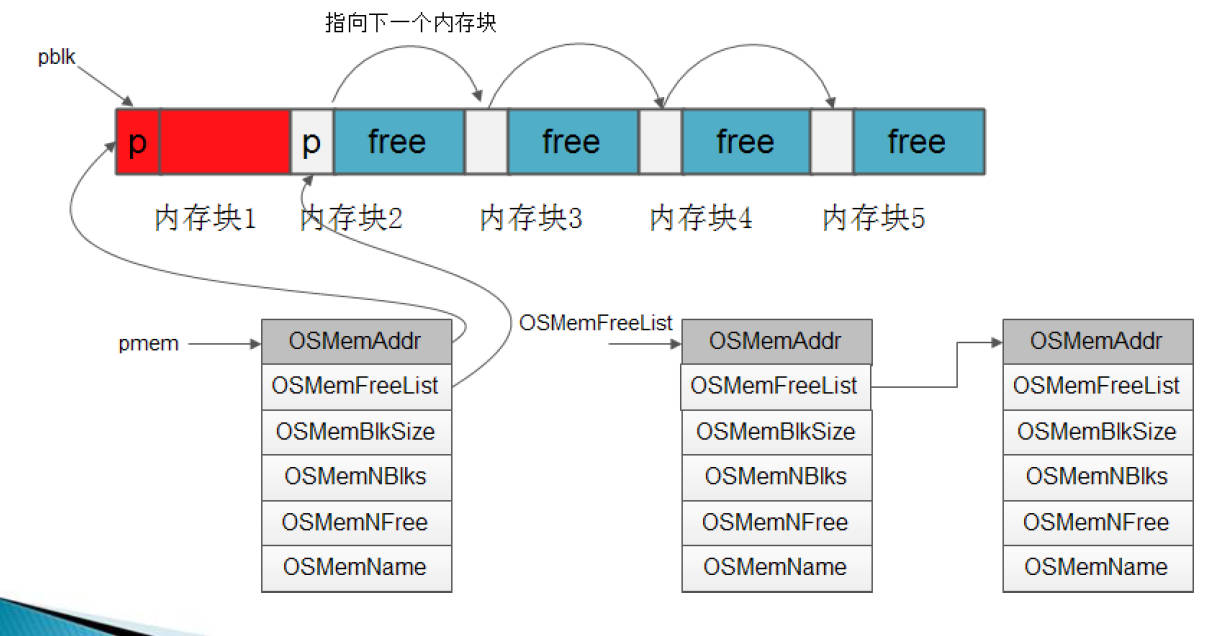 指向下一个内存块
pblk
p
p
free
free
free
free
内存块1
内存块2
内存块3
内存块4
内存块5
pmem
OSMemAddr
OSMemFreeList
OSMemBlkSize
OSMemNBlks
OSMemNFree
OSMemName
OSMemFreeList
OSMemAddr
OSMemFreeList
OSMemBlkSize
OSMemNBlks
OSMemNFree
OSMemName
OSMemAddr
OSMemFreeList
OSMemBlkSize
OSMemNBlks
OSMemNFree
OSMemName